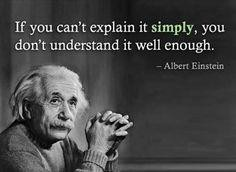 If you can't explain it simply, you
don't understand it well enough.
– Albert Einstein